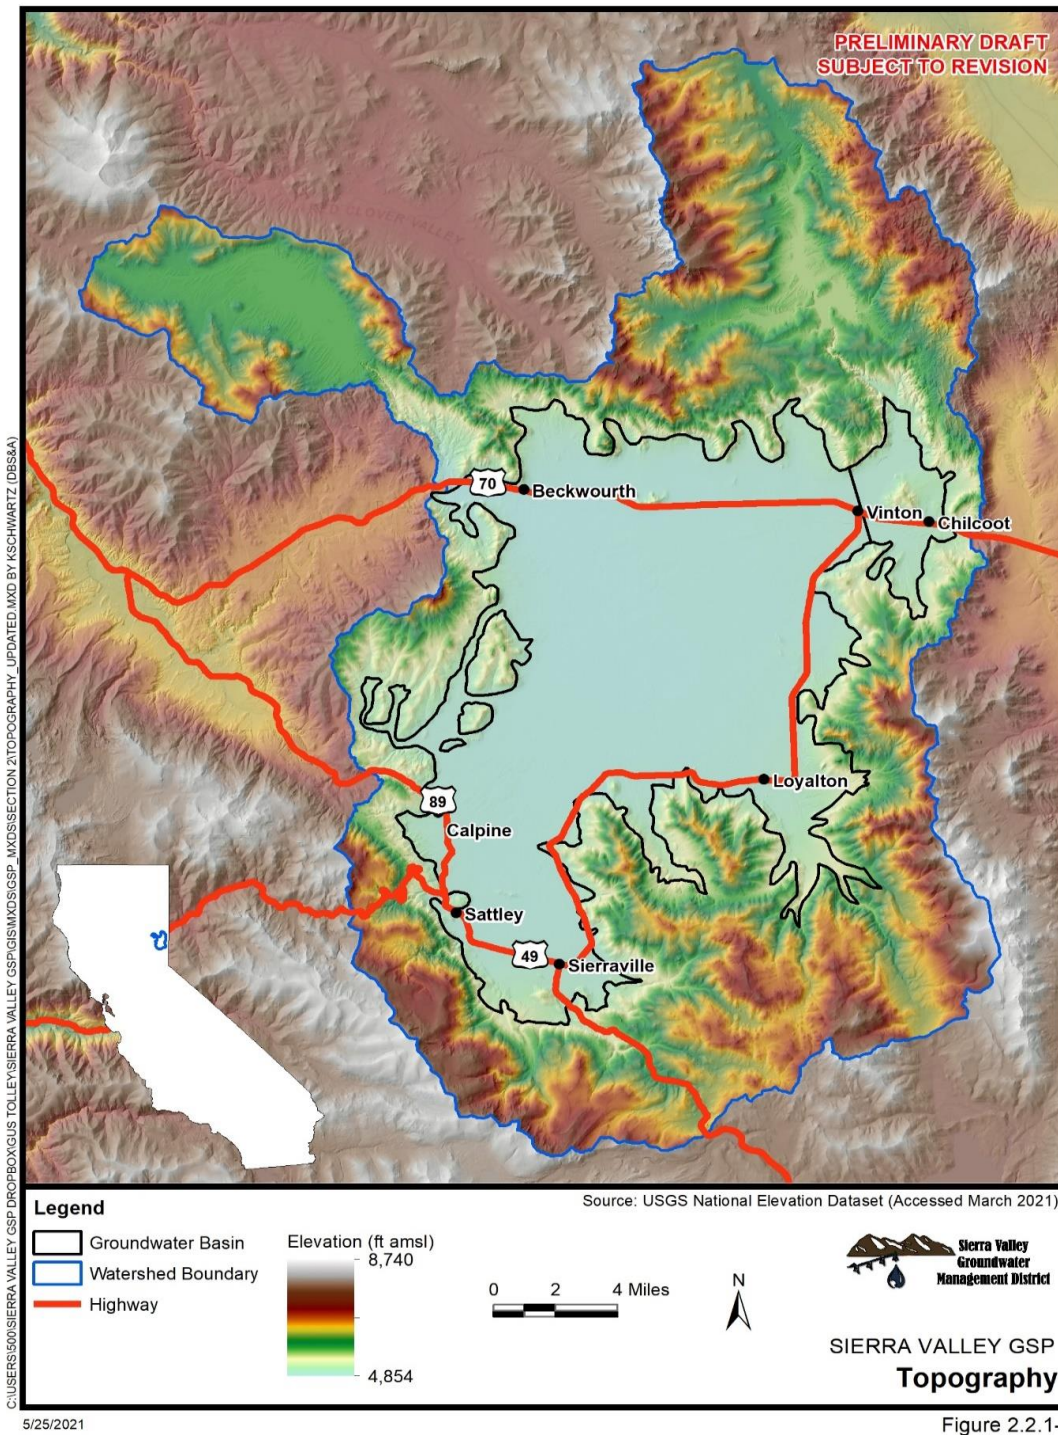 PRELIMINARY DRAFT
SUBJECT TO REVISION
RED CLOVER VALLEY
70
Beckwourth
Vinton
Chilcoot
Loyalton
89
Calpine
Sattley
49
Sierraville
C:\USERS\500\SIERRA VALLEY GSP DROPBOX\GUS TOLLEY\SIERRA VALLEY GSP\GIS\MXDS\GSP_MXDS\SECTION 2\TOPOGRAPHY_UPDATED.MXD BY KSCHWARTZ (DBS&A)
Source: USGS National Elevation Dataset (Accessed March 2021)
Legend
Groundwater Basin
Watershed Boundary
Highway
Elevation (ft amsl)
8,740
4,854
0 2 4 Miles
N
Sierra Valley
Groundwater
Management District
SIERRA VALLEY GSP
Topography
5/25/2021
Figure 2.2.1-